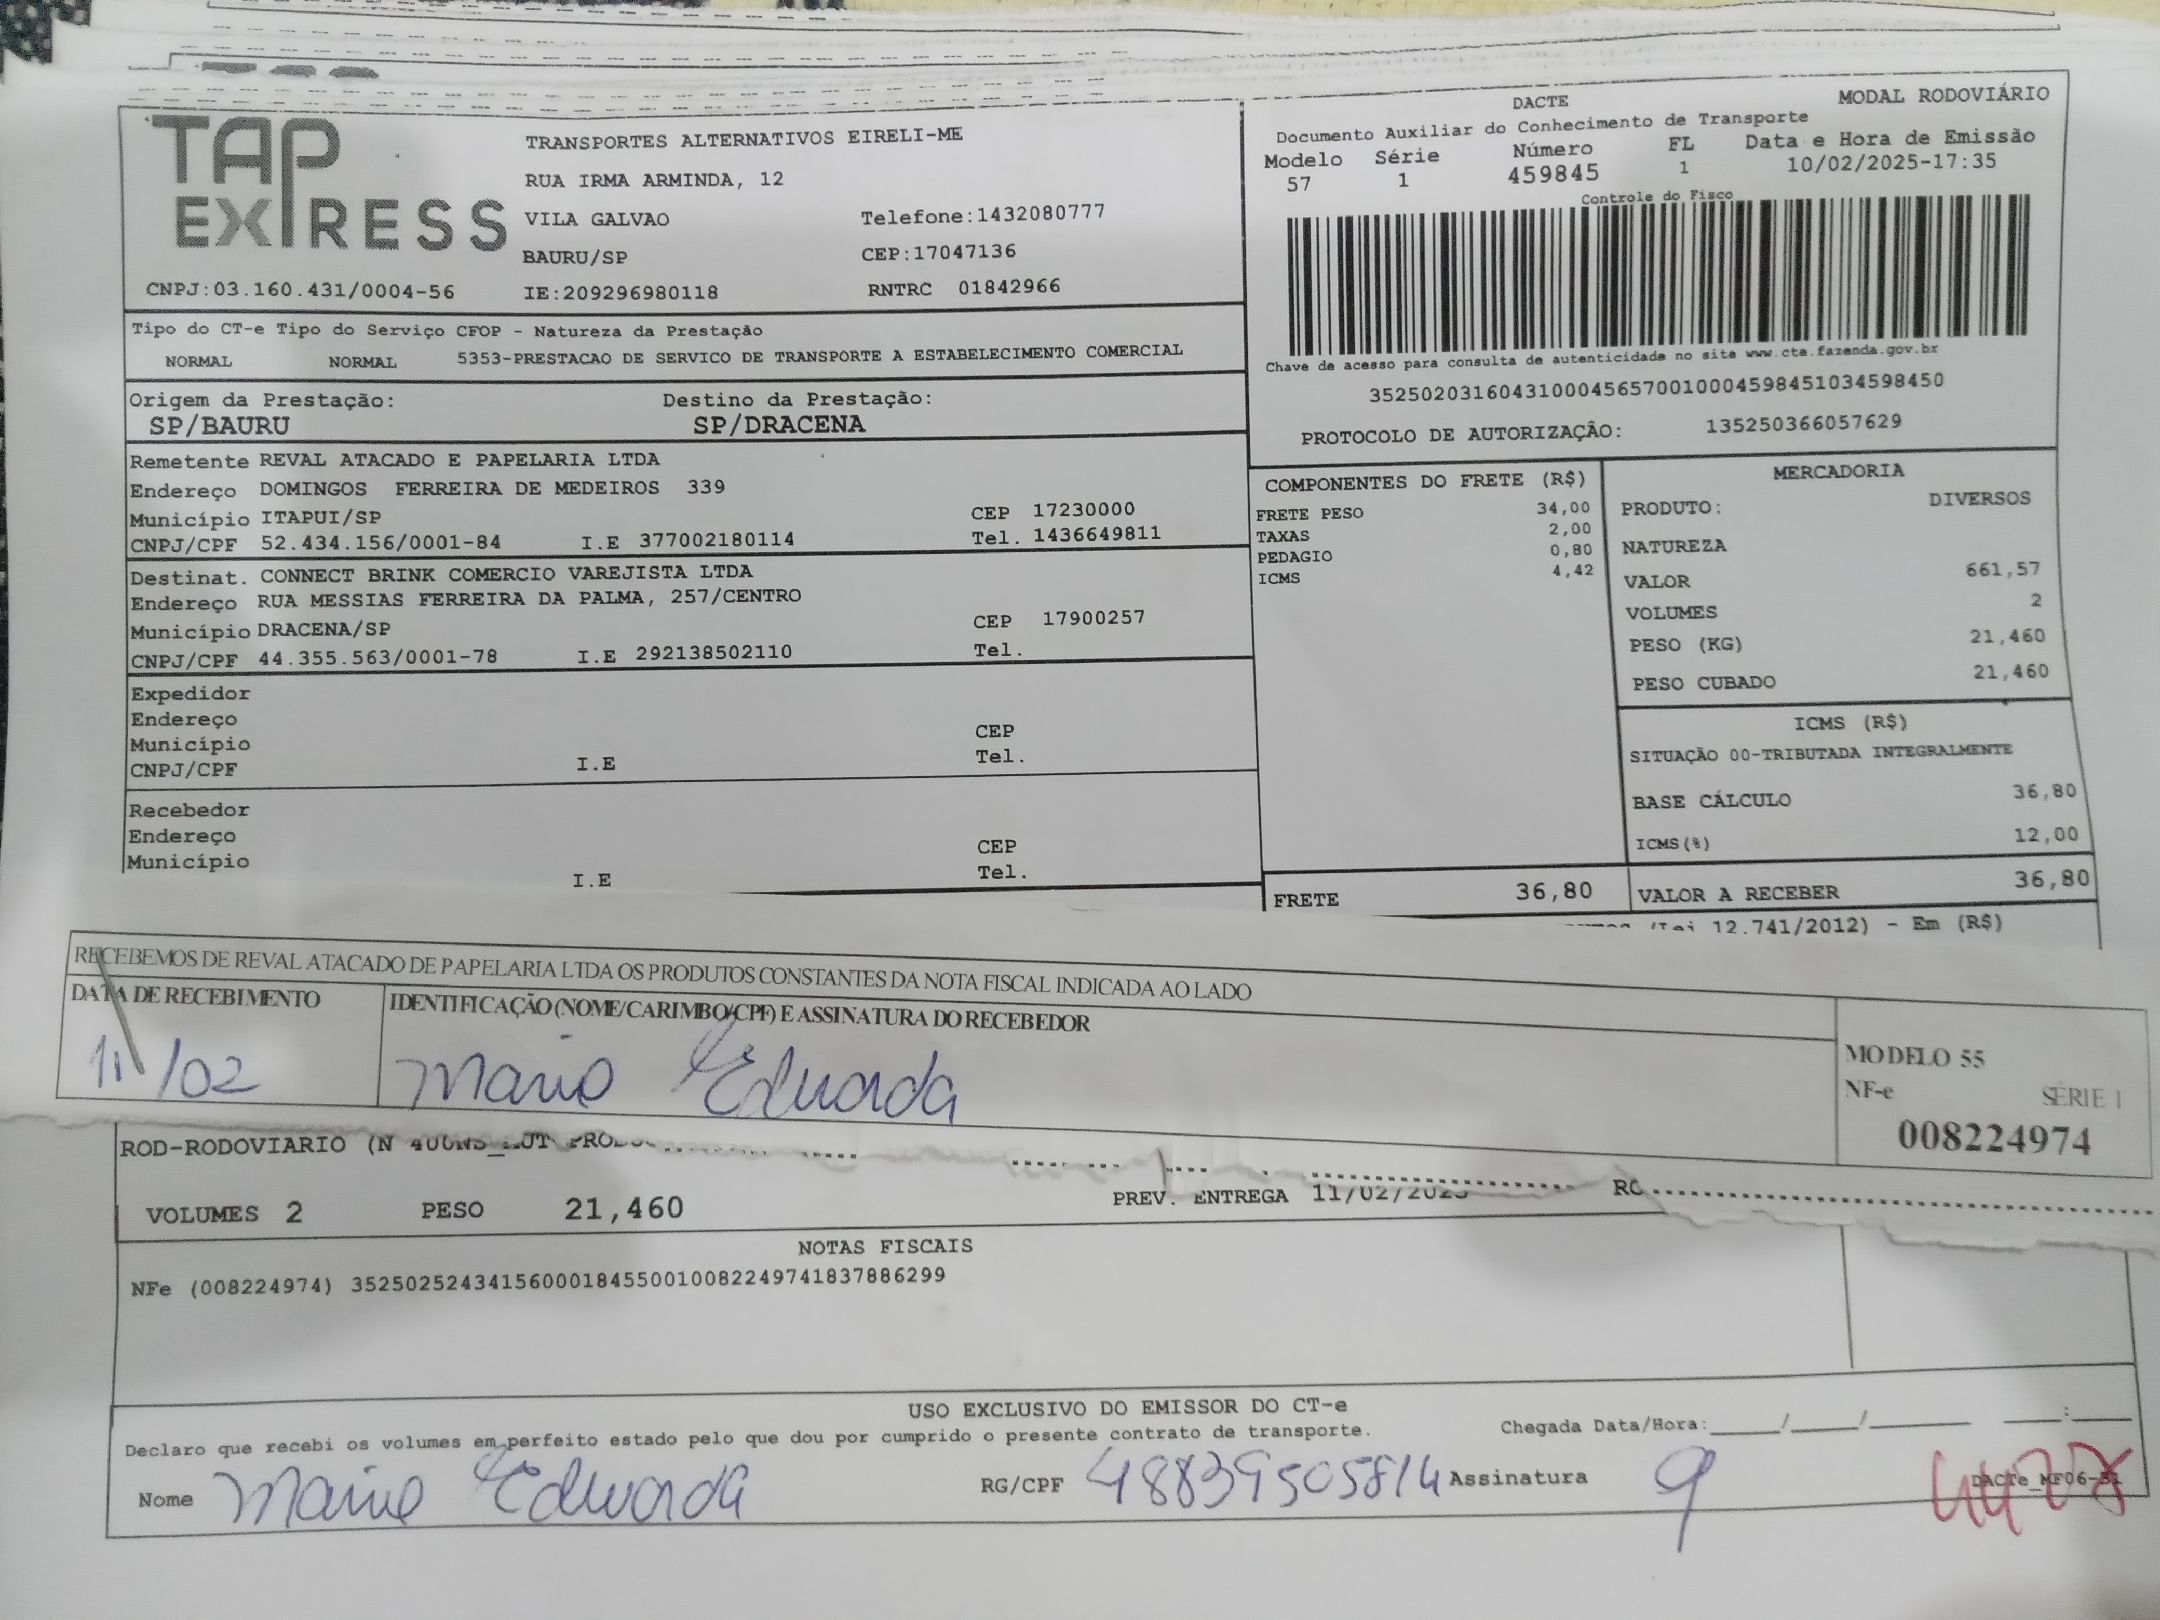 TAP EXPRESS
TRANSPORTES ALTERNATIVOS EIRELI-ME
RUA IRMA ARMINDA, 12
VILA GALVAO Telefone:1432080777
BAURU/SP CEP:17047136
CNPJ:03.160.431/0004-56 IE:209296980118 RNTRC 01842966
DACTE MODAL RODOVIÁRIO
Documento Auxiliar do Conhecimento de Transporte
Modelo Série Número FL Data e Hora de Emissão
57 1 459845 1 10/02/2025-17:35
Controle do Fisco
Chave de acesso para consulta de autenticidade no site www.cte.fazenda.gov.br
35250203160431000456570010004598451034598450
PROTOCOLO DE AUTORIZAÇÃO: 135250366057629
Tipo do CT-e Tipo do Serviço CFOP - Natureza da Prestação
NORMAL NORMAL 5353-PRESTACAO DE SERVICO DE TRANSPORTE A ESTABELECIMENTO COMERCIAL
Origem da Prestação: Destino da Prestação:
SP/BAURU SP/DRACENA
Remetente REVAL ATACADO E PAPELARIA LTDA
Endereço DOMINGOS FERREIRA DE MEDEIROS 339
Município ITAPUI/SP CEP 17230000
CNPJ/CPF 52.434.156/0001-84 I.E 377002180114 Tel. 1436649811
Destinat. CONNECT BRINK COMERCIO VAREJISTA LTDA
Endereço RUA MESSIAS FERREIRA DA PALMA, 257/CENTRO
Município DRACENA/SP CEP 17900257
CNPJ/CPF 44.355.563/0001-78 I.E 292138502110 Tel.
Expedidor
Endereço
Município CEP
CNPJ/CPF I.E Tel.
Recebedor
Endereço
Município CEP
I.E Tel.
COMPONENTES DO FRETE (R$)
FRETE PESO 34,00
TAXAS 2,00
PEDAGIO 0,80
ICMS 4,42
FRETE 36,80
MERCADORIA
PRODUTO: DIVERSOS
NATUREZA
VALOR 661,57
VOLUMES 2
PESO (KG) 21,460
PESO CUBADO 21,460
ICMS (R$)
SITUAÇÃO 00-TRIBUTADA INTEGRALMENTE
BASE CÁLCULO 36,80
ICMS(%) 12,00
VALOR A RECEBER 36,80
(Lei 12.741/2012) - Em (R$)
RECEBEMOS DE REVAL ATACADO DE PAPELARIA LTDA OS PRODUTOS CONSTANTES DA NOTA FISCAL INDICADA AO LADO
DATA DE RECEBIMENTO IDENTIFICAÇÃO (NOME/CARIMBO/CPF) E ASSINATURA DO RECEBEDOR
11/02 Maria Eduarda
MODELO 55
NF-e SÉRIE 1
008224974
ROD-RODOVIARIO (N
VOLUMES 2 PESO 21,460 PREV. ENTREGA 11/02/2025
NOTAS FISCAIS
NFe (008224974) 35250252434156000184550010082249741837886299
USO EXCLUSIVO DO EMISSOR DO CT-e
Declaro que recebi os volumes em perfeito estado pelo que dou por cumprido o presente contrato de transporte. Chegada Data/Hora:____/____/______ ____:____
Nome Maria Eduarda RG/CPF 48839505814 Assinatura